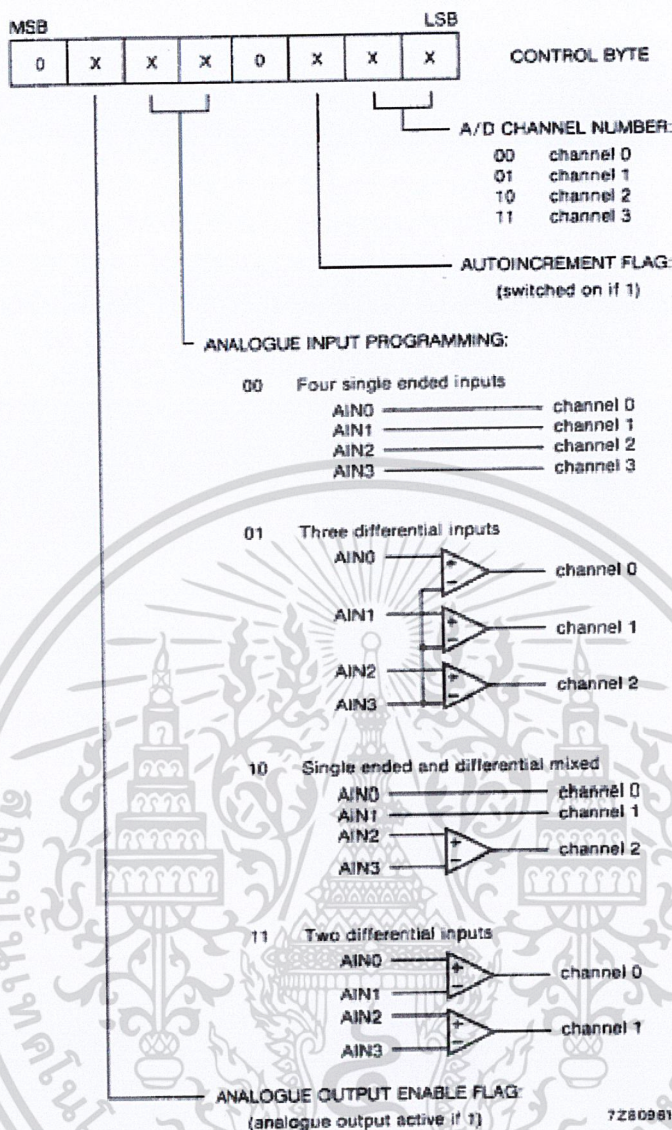 MSB LSB
0 X X X 0 X X X CONTROL BYTE
A/D CHANNEL NUMBER:
00 channel 0
01 channel 1
10 channel 2
11 channel 3
AUTOINCREMENT FLAG:
(switched on if 1)
ANALOGUE INPUT PROGRAMMING:
00 Four single ended inputs
AIN0 channel 0
AIN1 channel 1
AIN2 channel 2
AIN3 channel 3
01 Three differential inputs
AIN0 + − channel 0
AIN1 + − channel 1
AIN2 + − channel 2
AIN3
10 Single ended and differential mixed
AIN0 channel 0
AIN1 channel 1
AIN2 + − channel 2
AIN3
11 Two differential inputs
AIN0 + − channel 0
AIN1
AIN2 + − channel 1
AIN3
ANALOGUE OUTPUT ENABLE FLAG:
(analogue output active if 1)
7Z80961